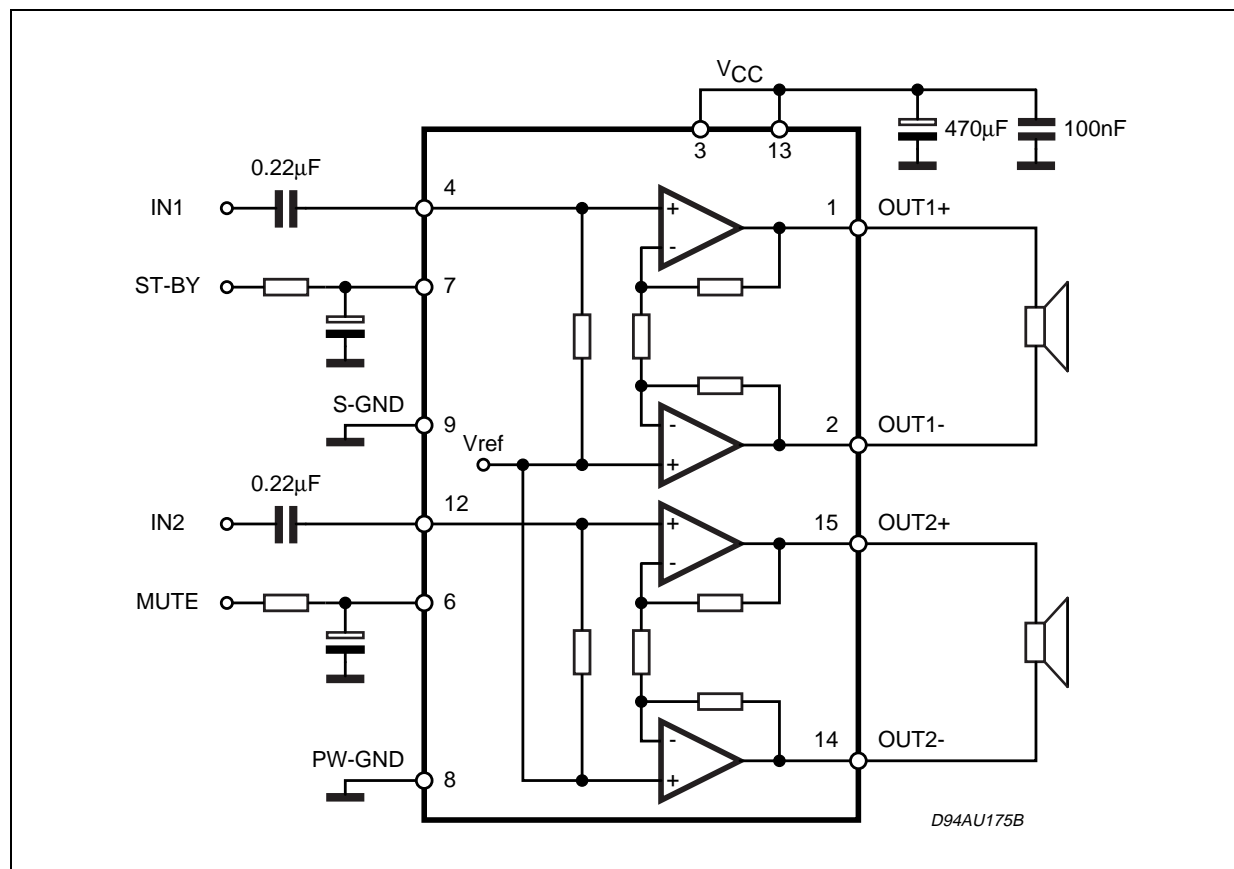 VCC
470µF
100nF
3
13
0.22µF
IN1
4
+
-
1
OUT1+
ST-BY
7
S-GND
9
Vref
-
+
2
OUT1-
0.22µF
IN2
12
+
-
15
OUT2+
MUTE
6
PW-GND
8
-
+
14
OUT2-
D94AU175B